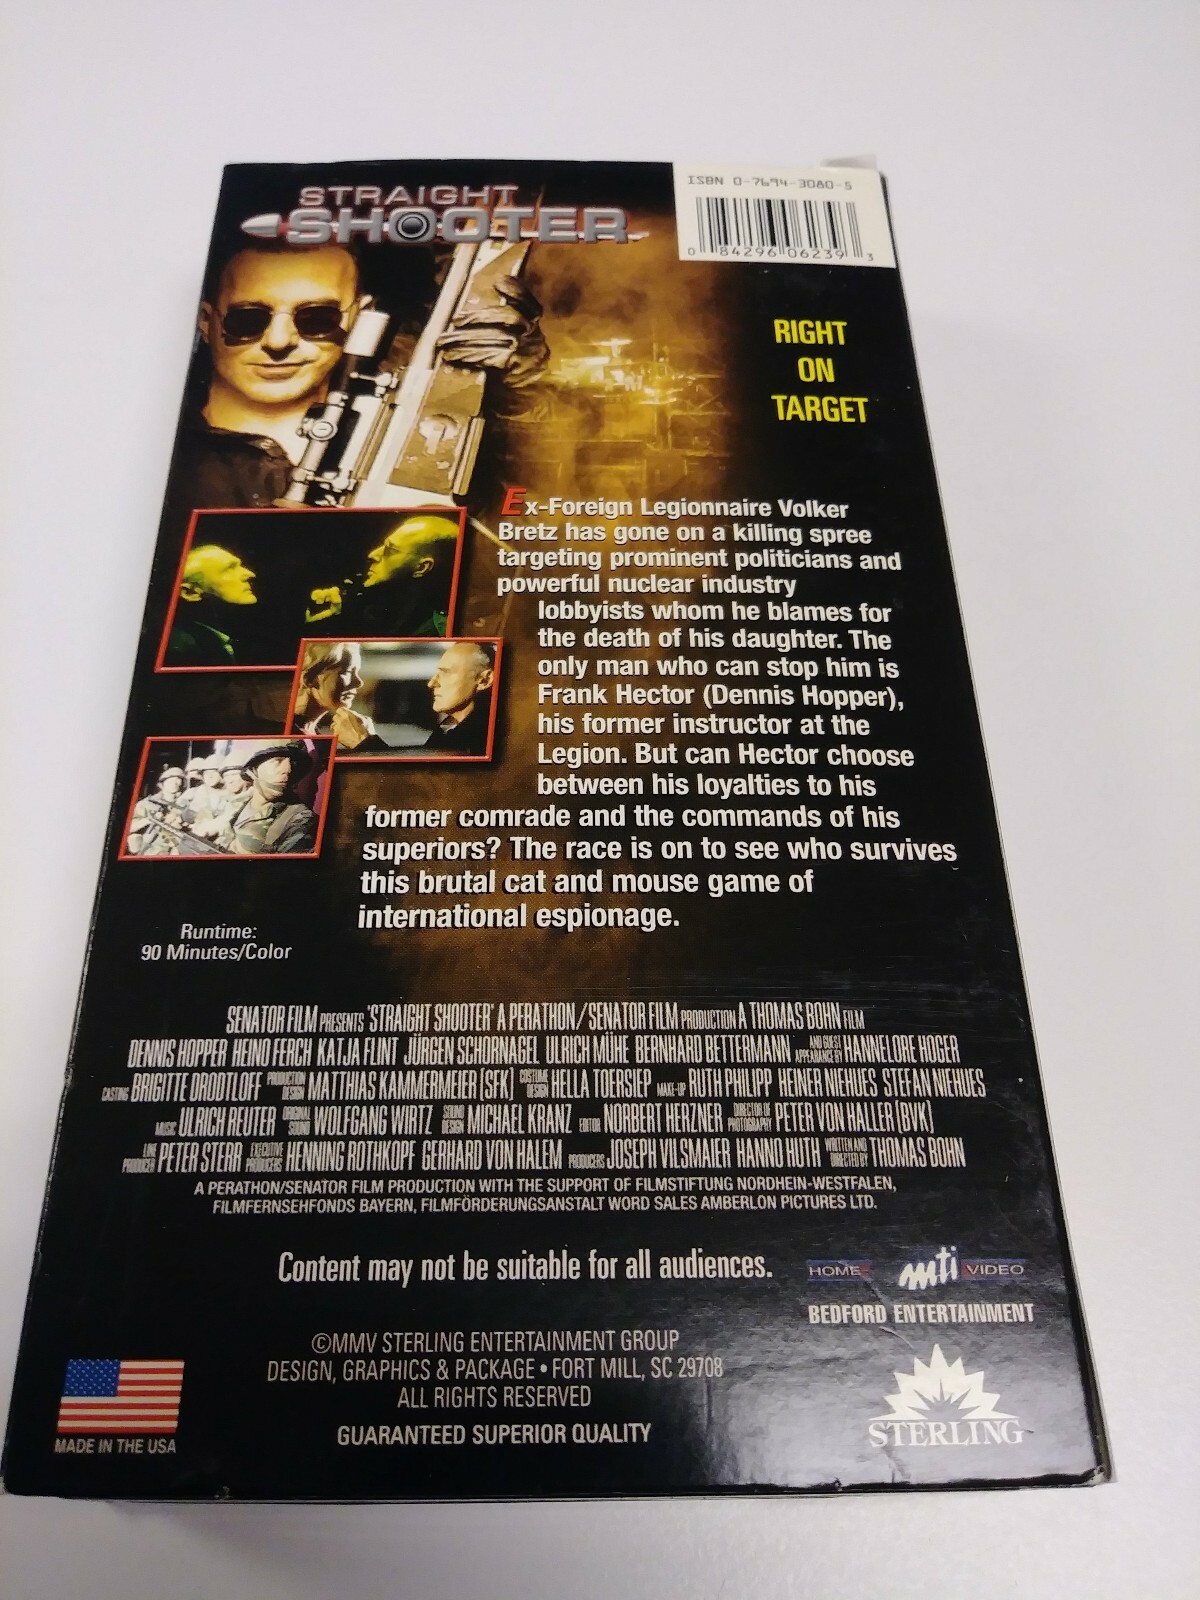 STRAIGHT
SHOOTER
ISBN 0-7694-3080-5
0 84296 06239 3
RIGHT
ON
TARGET
Ex-Foreign Legionnaire Volker
Bretz has gone on a killing spree
targeting prominent politicians and
powerful nuclear industry
lobbyists whom he blames for
the death of his daughter. The
only man who can stop him is
Frank Hector (Dennis Hopper),
his former instructor at the
Legion. But can Hector choose
between his loyalties to his
former comrade and the commands of his
superiors? The race is on to see who survives
this brutal cat and mouse game of
international espionage.
Runtime:
90 Minutes/Color
SENATOR FILM PRESENTS 'STRAIGHT SHOOTER' A PERATHON/SENATOR FILM PRODUCTION A THOMAS BOHN FILM
DENNIS HOPPER HEINO FERCH KATJA FLINT JÜRGEN SCHORNAGEL ULRICH MÜHE BERNHARD BETTERMANN AND GUEST APPEARANCE BY HANNELORE HOGER
CASTING BRIGITTE DRODTLOFF PRODUCTION DESIGN MATTHIAS KAMMERMEIER (SFK) COSTUME DESIGN HELLA TOERSIEP MAKE-UP RUTH PHILIPP HEINER NIEHUES STEFAN NIEHUES
MUSIC ULRICH REUTER ORIGINAL SOUND WOLFGANG WIRTZ SOUND DESIGN MICHAEL KRANZ EDITOR NORBERT HERZNER DIRECTOR OF PHOTOGRAPHY PETER VON HALLER (BVK)
LINE PRODUCER PETER STERR EXECUTIVE PRODUCERS HENNING ROTHKOPF GERHARD VON HALEM PRODUCERS JOSEPH VILSMAIER HANNO HUTH WRITTEN AND DIRECTED BY THOMAS BOHN
A PERATHON/SENATOR FILM PRODUCTION WITH THE SUPPORT OF FILMSTIFTUNG NORDHEIN-WESTFALEN,
FILMFERNSEHFONDS BAYERN, FILMFÖRDERUNGSANSTALT WORD SALES AMBERLON PICTURES LTD.
Content may not be suitable for all audiences.
HOME mti VIDEO
BEDFORD ENTERTAINMENT
©MMV STERLING ENTERTAINMENT GROUP
DESIGN, GRAPHICS & PACKAGE • FORT MILL, SC 29708
ALL RIGHTS RESERVED
GUARANTEED SUPERIOR QUALITY
MADE IN THE USA
STERLING